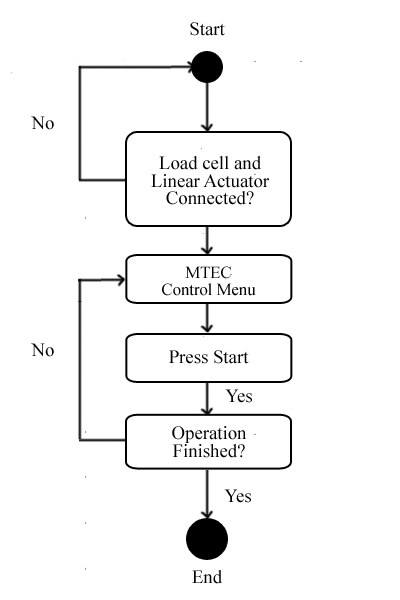 Start
No
Load cell and
Linear Actuator
Connected?
MTEC
Control Menu
No
Press Start
Yes
Operation
Finished?
Yes
End